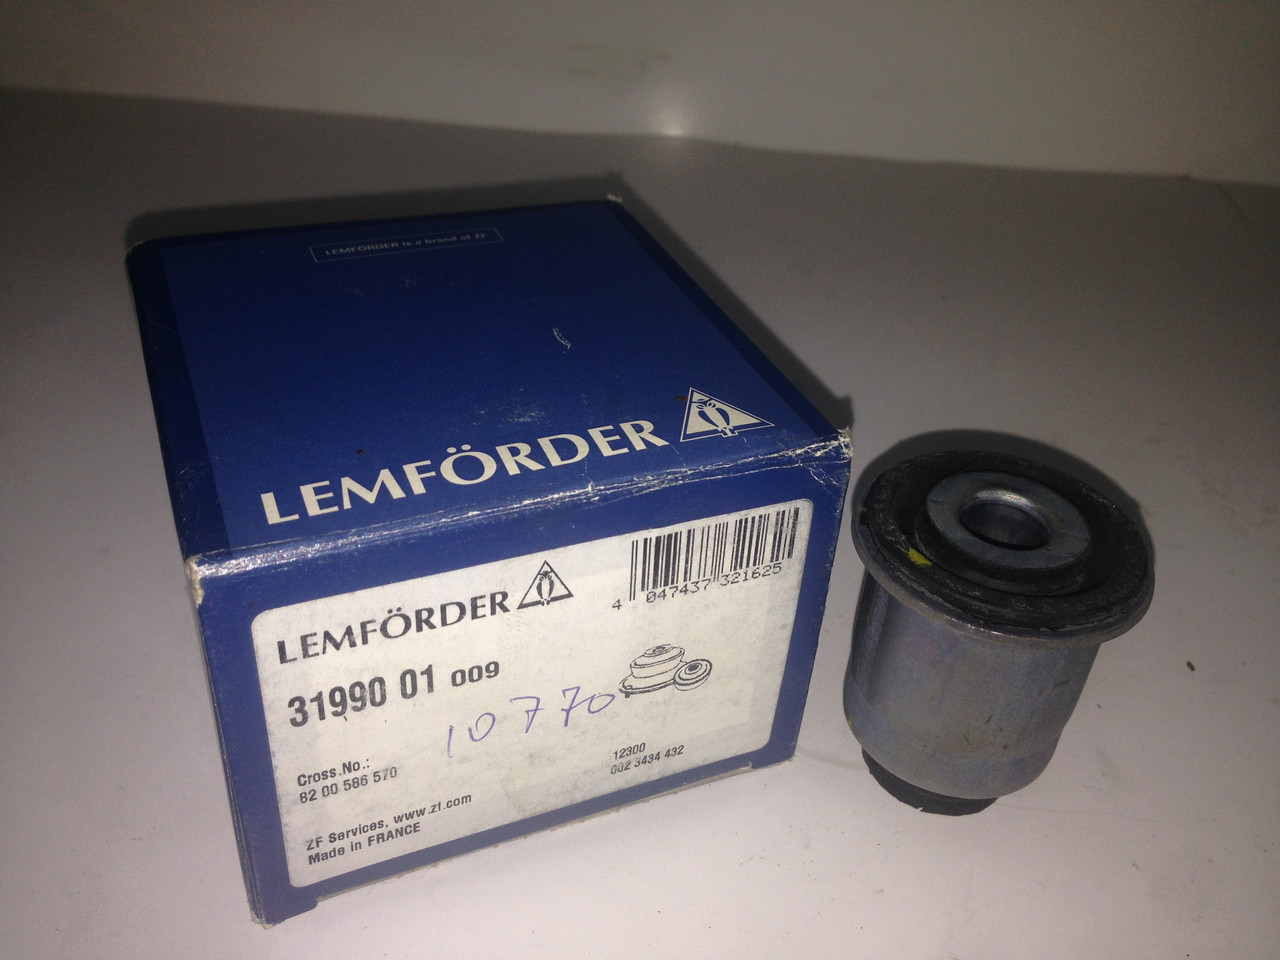 LEMFÖRDER is a brand of ZF
LEMFÖRDER
LEMFÖRDER
4 047437 321625
31990 01 009
10770
Cross.No.:
82 00 586 570
12300
002 3434 432
ZF Services, www.zf.com
Made in FRANCE